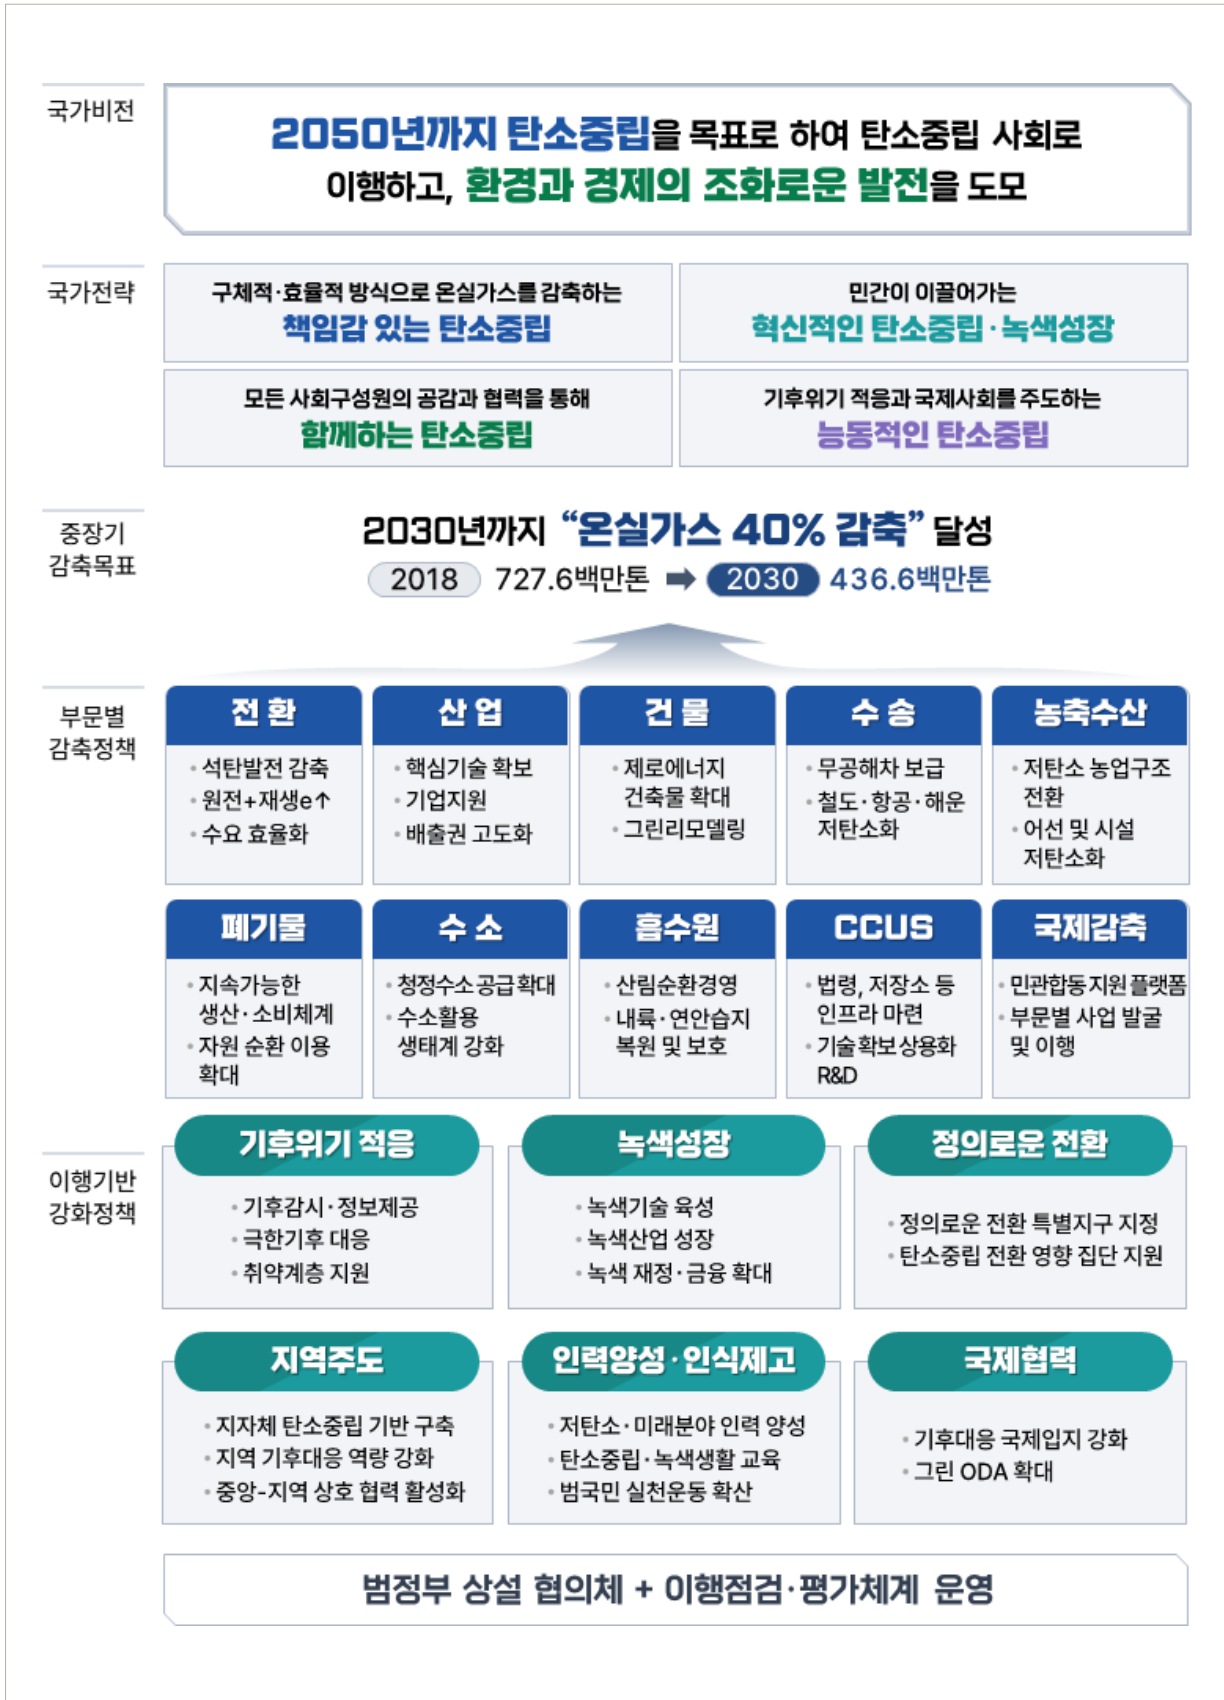 국가비전
2050년까지 탄소중립을 목표로 하여 탄소중립 사회로
이행하고, 환경과 경제의 조화로운 발전을 도모
국가전략
구체적·효율적 방식으로 온실가스를 감축하는
책임감 있는 탄소중립
민간이 이끌어가는
혁신적인 탄소중립·녹색성장
모든 사회구성원의 공감과 협력을 통해
함께하는 탄소중립
기후위기 적응과 국제사회를 주도하는
능동적인 탄소중립
중장기
감축목표
2030년까지 “온실가스 40% 감축” 달성
2018 727.6백만톤 ➡ 2030 436.6백만톤
부문별
감축정책
전환
• 석탄발전 감축
• 원전+재생e↑
• 수요 효율화
산업
• 핵심기술 확보
• 기업지원
• 배출권 고도화
건물
• 제로에너지
건축물 확대
• 그린리모델링
수송
• 무공해차 보급
• 철도·항공·해운
저탄소화
농축수산
• 저탄소 농업구조
전환
• 어선 및 시설
저탄소화
폐기물
• 지속가능한
생산·소비체계
• 자원 순환 이용
확대
수소
• 청정수소 공급 확대
• 수소활용
생태계 강화
흡수원
• 산림순환경영
• 내륙·연안습지
복원 및 보호
CCUS
• 법령, 저장소 등
인프라 마련
• 기술확보 상용화
R&D
국제감축
• 민관합동 지원 플랫폼
• 부문별 사업 발굴
및 이행
이행기반
강화정책
기후위기 적응
• 기후감시·정보제공
• 극한기후 대응
• 취약계층 지원
녹색성장
• 녹색기술 육성
• 녹색산업 성장
• 녹색 재정·금융 확대
정의로운 전환
• 정의로운 전환 특별지구 지정
• 탄소중립 전환 영향 집단 지원
지역주도
• 지자체 탄소중립 기반 구축
• 지역 기후대응 역량 강화
• 중앙-지역 상호 협력 활성화
인력양성·인식제고
• 저탄소·미래분야 인력 양성
• 탄소중립·녹색생활 교육
• 범국민 실천운동 확산
국제협력
• 기후대응 국제입지 강화
• 그린 ODA 확대
범정부 상설 협의체 + 이행점검·평가체계 운영